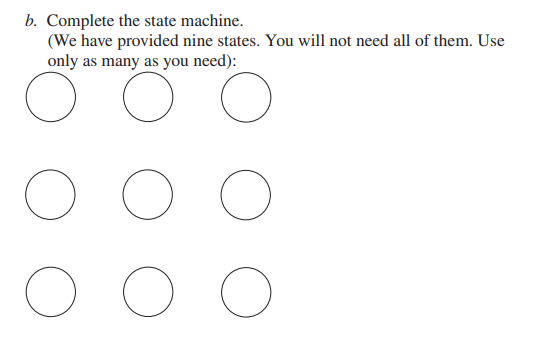 b. Complete the state machine.
(We have provided nine states. You will not need all of them. Use
only as many as you need):